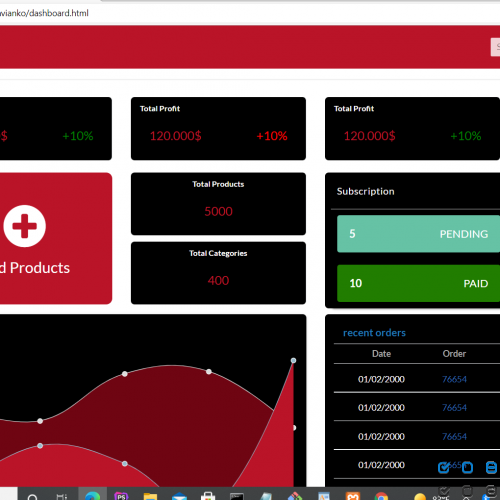 vianko/dashboard.html
$ +10%
Total Profit
120.000$ +10%
Total Profit
120.000$ +10%
d Products
Total Products
5000
Total Categories
400
Subscription
5 PENDING
10 PAID
recent orders
Date Order
01/02/2000 76654
01/02/2000 76654
01/02/2000 76654
01/02/2000
PS